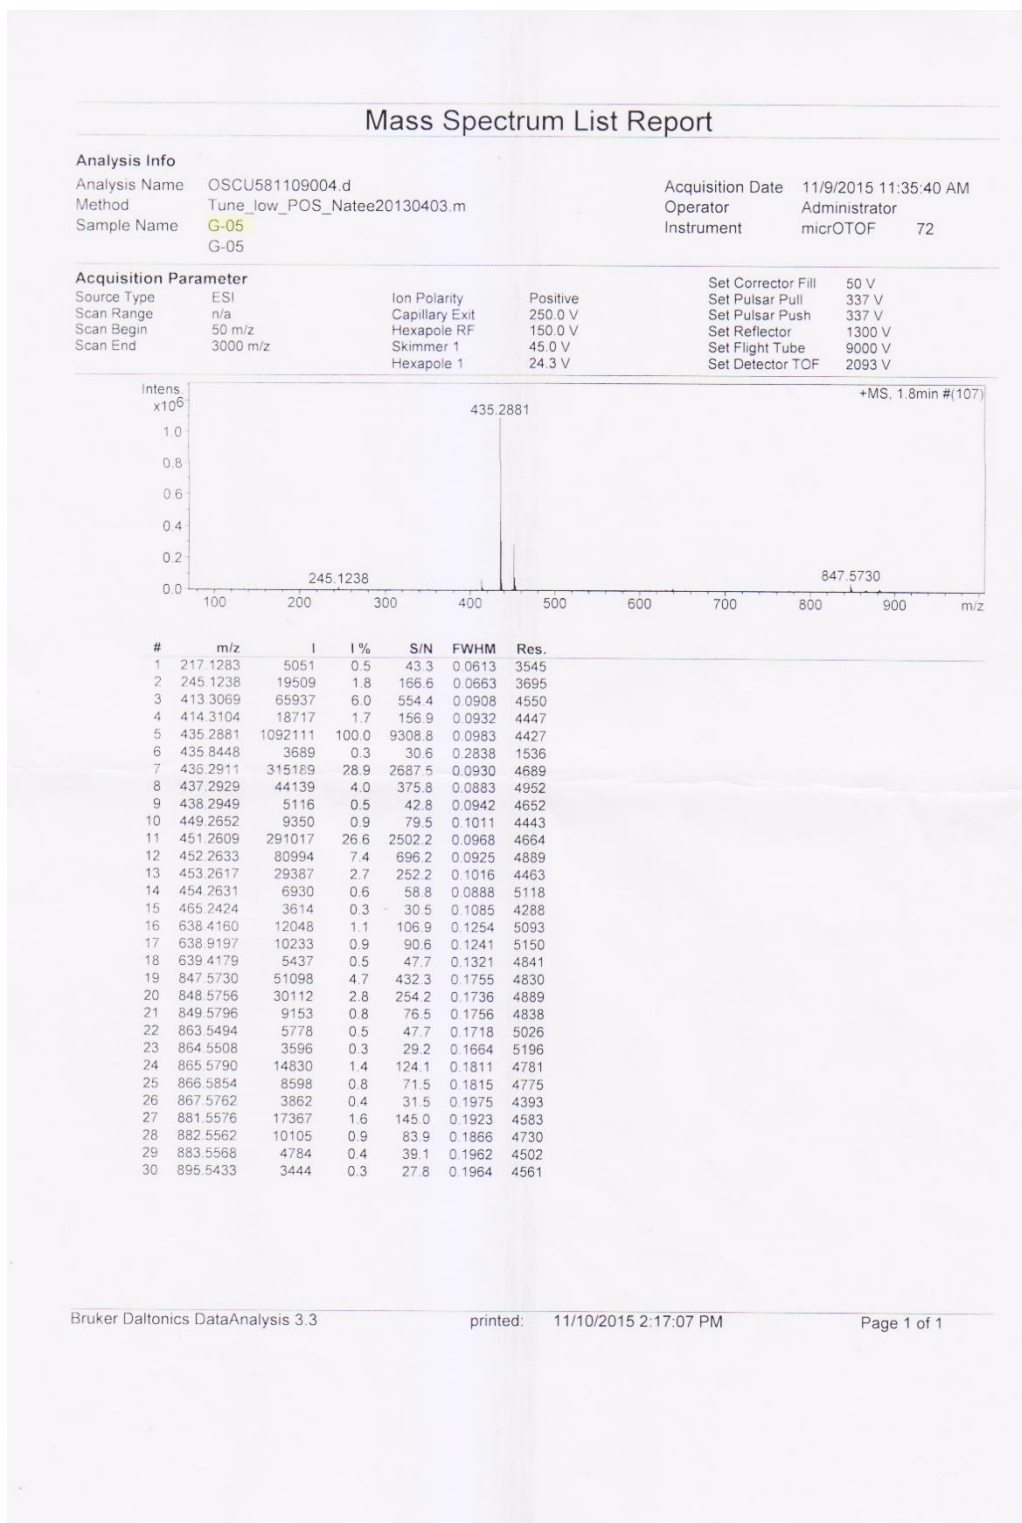 Mass Spectrum List Report
Analysis Info
Analysis Name OSCU581109004.d Acquisition Date 11/9/2015 11:35:40 AM
Method Tune_low_POS_Natee20130403.m Operator Administrator
Sample Name G-05 Instrument micrOTOF 72
G-05
Acquisition Parameter Set Corrector Fill 50 V
Source Type ESI Ion Polarity Positive Set Pulsar Pull 337 V
Scan Range n/a Capillary Exit 250.0 V Set Pulsar Push 337 V
Scan Begin 50 m/z Hexapole RF 150.0 V Set Reflector 1300 V
Scan End 3000 m/z Skimmer 1 45.0 V Set Flight Tube 9000 V
Hexapole 1 24.3 V Set Detector TOF 2093 V
Intens. +MS, 1.8min #(107)
x10⁶
435.2881
1.0
0.8
0.6
0.4
0.2
245.1238 847.5730
0.0
100 200 300 400 500 600 700 800 900 m/z
# m/z I I % S/N FWHM Res.
1 217.1283 5051 0.5 43.3 0.0613 3545
2 245.1238 19509 1.8 166.6 0.0663 3695
3 413.3069 65937 6.0 554.4 0.0908 4550
4 414.3104 18717 1.7 156.9 0.0932 4447
5 435.2881 1092111 100.0 9308.8 0.0983 4427
6 435.8448 3689 0.3 30.6 0.2838 1536
7 436.2911 315189 28.9 2687.5 0.0930 4689
8 437.2929 44139 4.0 375.8 0.0883 4952
9 438.2949 5116 0.5 42.8 0.0942 4652
10 449.2652 9350 0.9 79.5 0.1011 4443
11 451.2609 291017 26.6 2502.2 0.0968 4664
12 452.2633 80994 7.4 696.2 0.0925 4889
13 453.2617 29387 2.7 252.2 0.1016 4463
14 454.2631 6930 0.6 58.8 0.0888 5118
15 465.2424 3614 0.3 30.5 0.1085 4288
16 638.4160 12048 1.1 106.9 0.1254 5093
17 638.9197 10233 0.9 90.6 0.1241 5150
18 639.4179 5437 0.5 47.7 0.1321 4841
19 847.5730 51098 4.7 432.3 0.1755 4830
20 848.5756 30112 2.8 254.2 0.1736 4889
21 849.5796 9153 0.8 76.5 0.1756 4838
22 863.5494 5778 0.5 47.7 0.1718 5026
23 864.5508 3596 0.3 29.2 0.1664 5196
24 865.5790 14830 1.4 124.1 0.1811 4781
25 866.5854 8598 0.8 71.5 0.1815 4775
26 867.5762 3862 0.4 31.5 0.1975 4393
27 881.5576 17367 1.6 145.0 0.1923 4583
28 882.5562 10105 0.9 83.9 0.1866 4730
29 883.5568 4784 0.4 39.1 0.1962 4502
30 895.5433 3444 0.3 27.8 0.1964 4561
Bruker Daltonics DataAnalysis 3.3 printed: 11/10/2015 2:17:07 PM Page 1 of 1